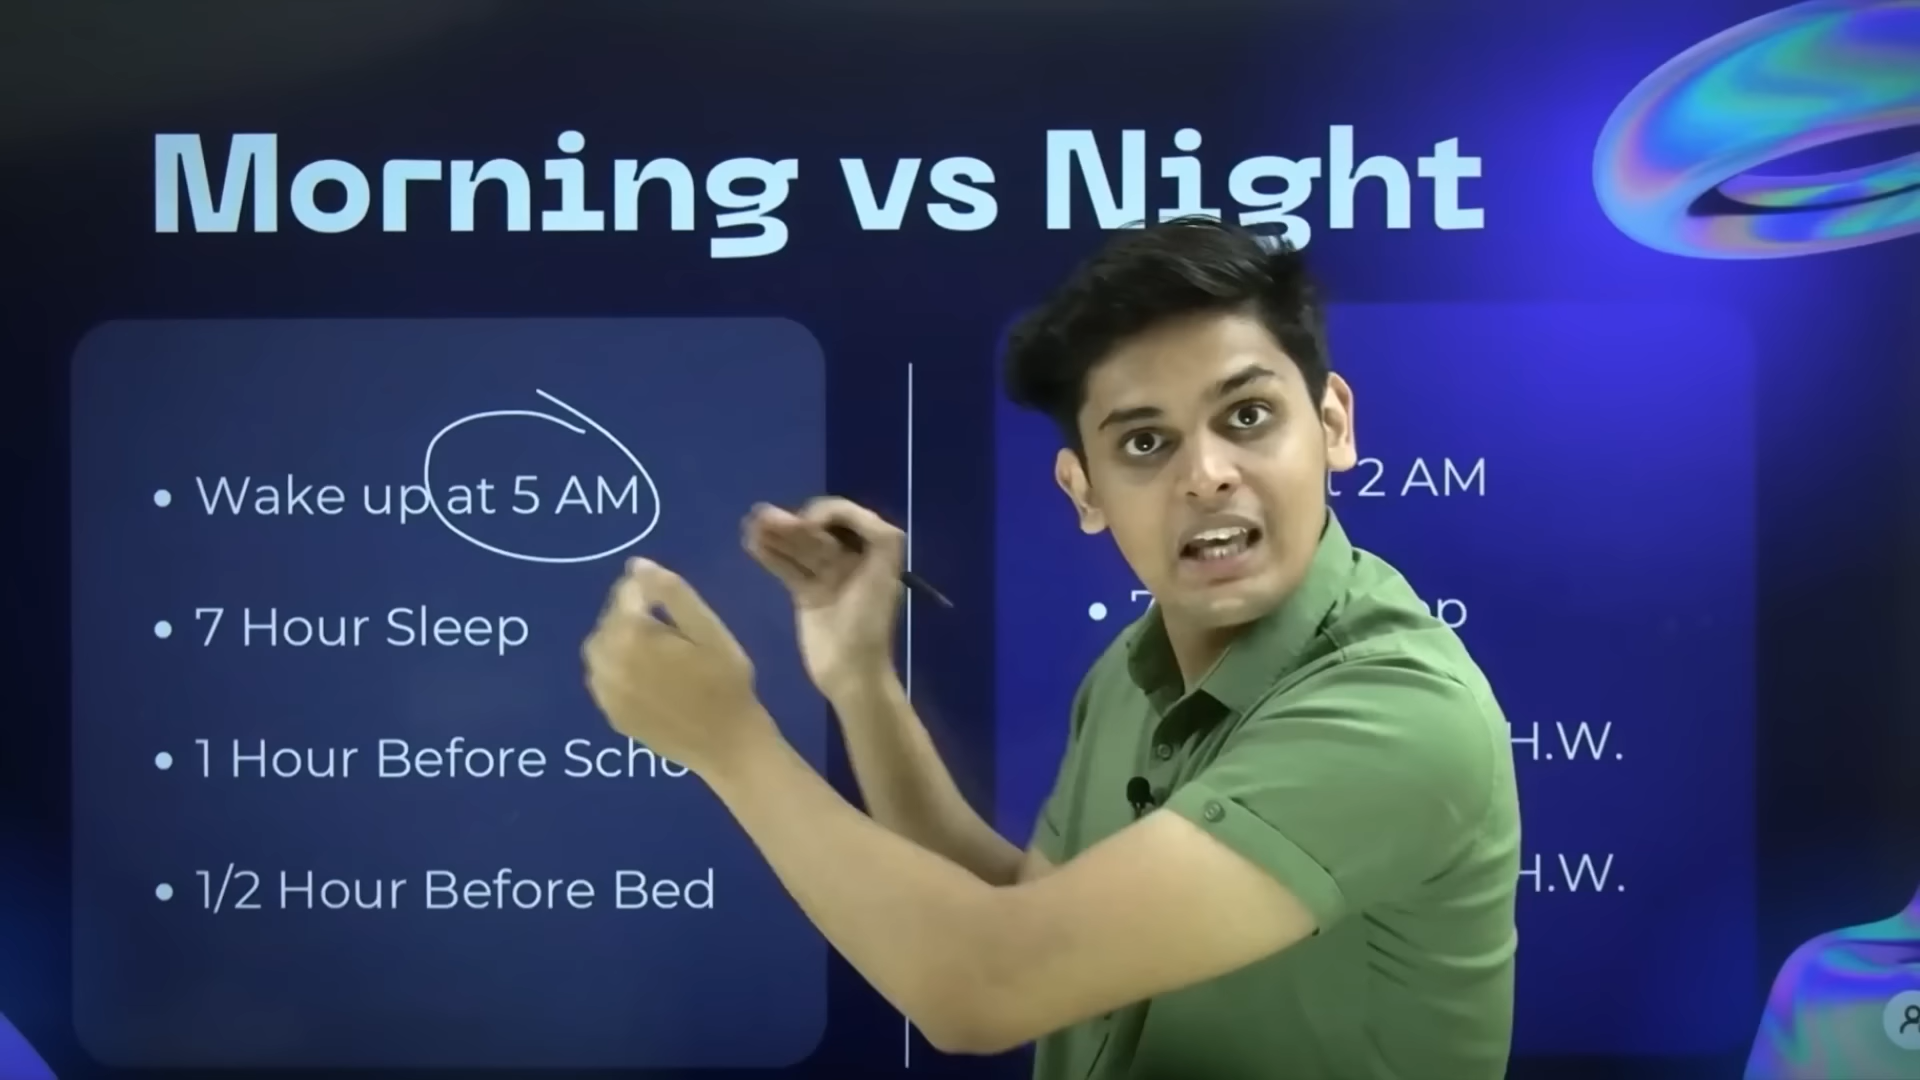 Morning vs Night
• Wake up at 5 AM
• 7 Hour Sleep
• 1 Hour Before
• 1/2 Hour Before Bed
2 AM
• 7
H.W.
H.W.